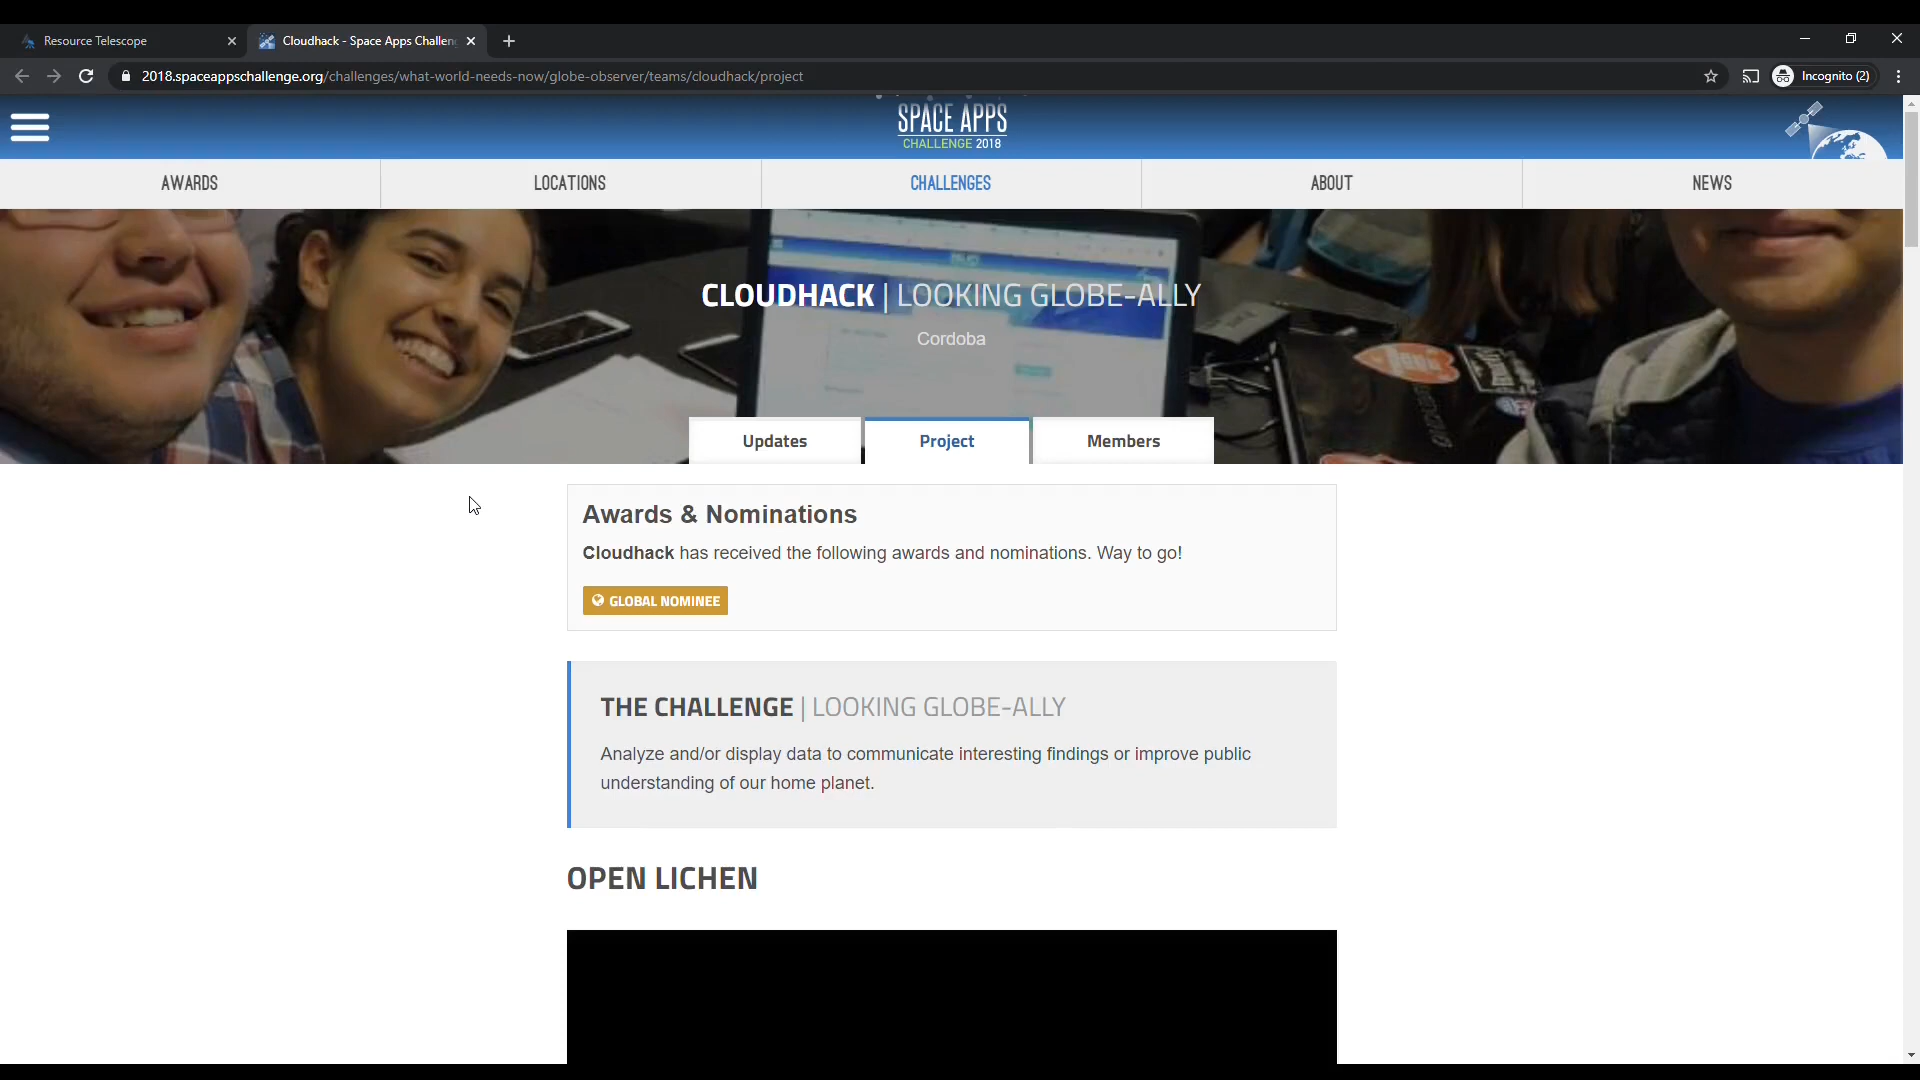 Resource Telescope
Cloudhack - Space Apps Challen
2018.spaceappschallenge.org/challenges/what-world-needs-now/globe-observer/teams/cloudhack/project
Incognito (2)
SPACE APPS
CHALLENGE 2018
AWARDS
LOCATIONS
CHALLENGES
ABOUT
NEWS
CLOUDHACK | LOOKING GLOBE-ALLY
Cordoba
Updates
Project
Members
Awards & Nominations
Cloudhack has received the following awards and nominations. Way to go!
GLOBAL NOMINEE
THE CHALLENGE | LOOKING GLOBE-ALLY
Analyze and/or display data to communicate interesting findings or improve public
understanding of our home planet.
OPEN LICHEN